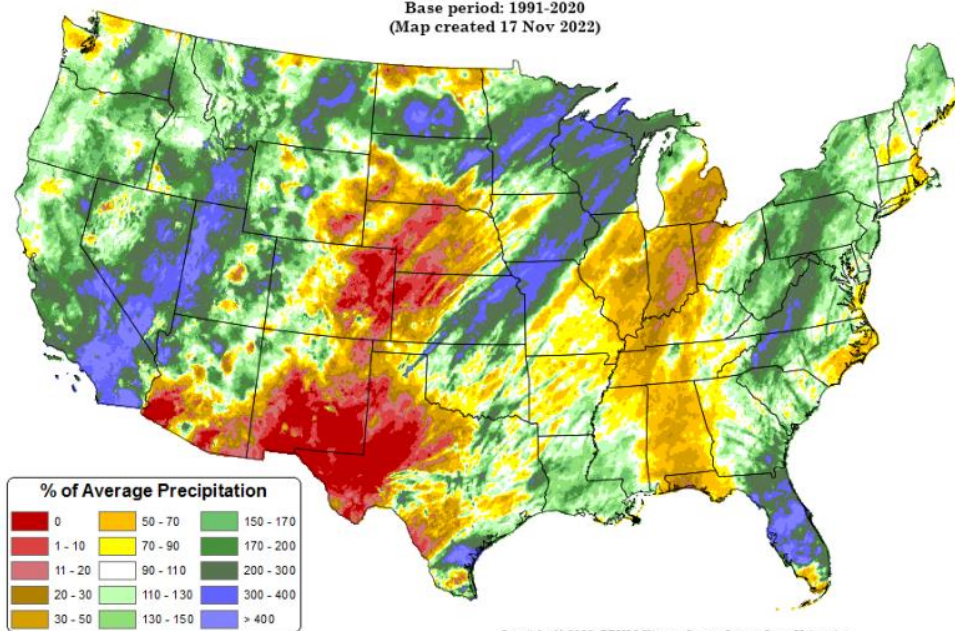 Base period: 1991-2020
(Map created 17 Nov 2022)
% of Average Precipitation
0
50 - 70
150 - 170
1 - 10
70 - 90
170 - 200
11 - 20
90 - 110
200 - 300
20 - 30
110 - 130
300 - 400
30 - 50
130 - 150
> 400